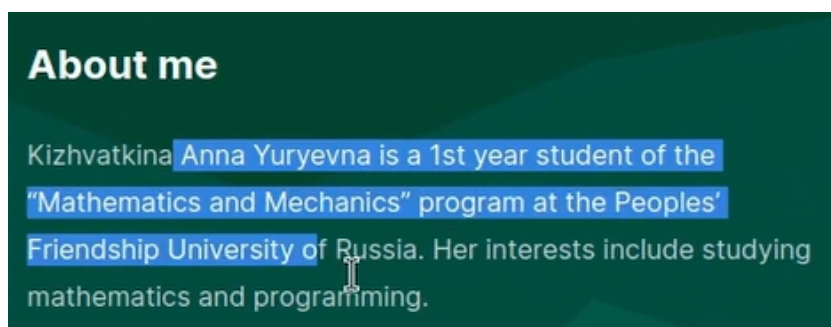 About me
Kizhvatkina Anna Yuryevna is a 1st year student of the
“Mathematics and Mechanics” program at the Peoples’
Friendship University of Russia. Her interests include studying
mathematics and programming.